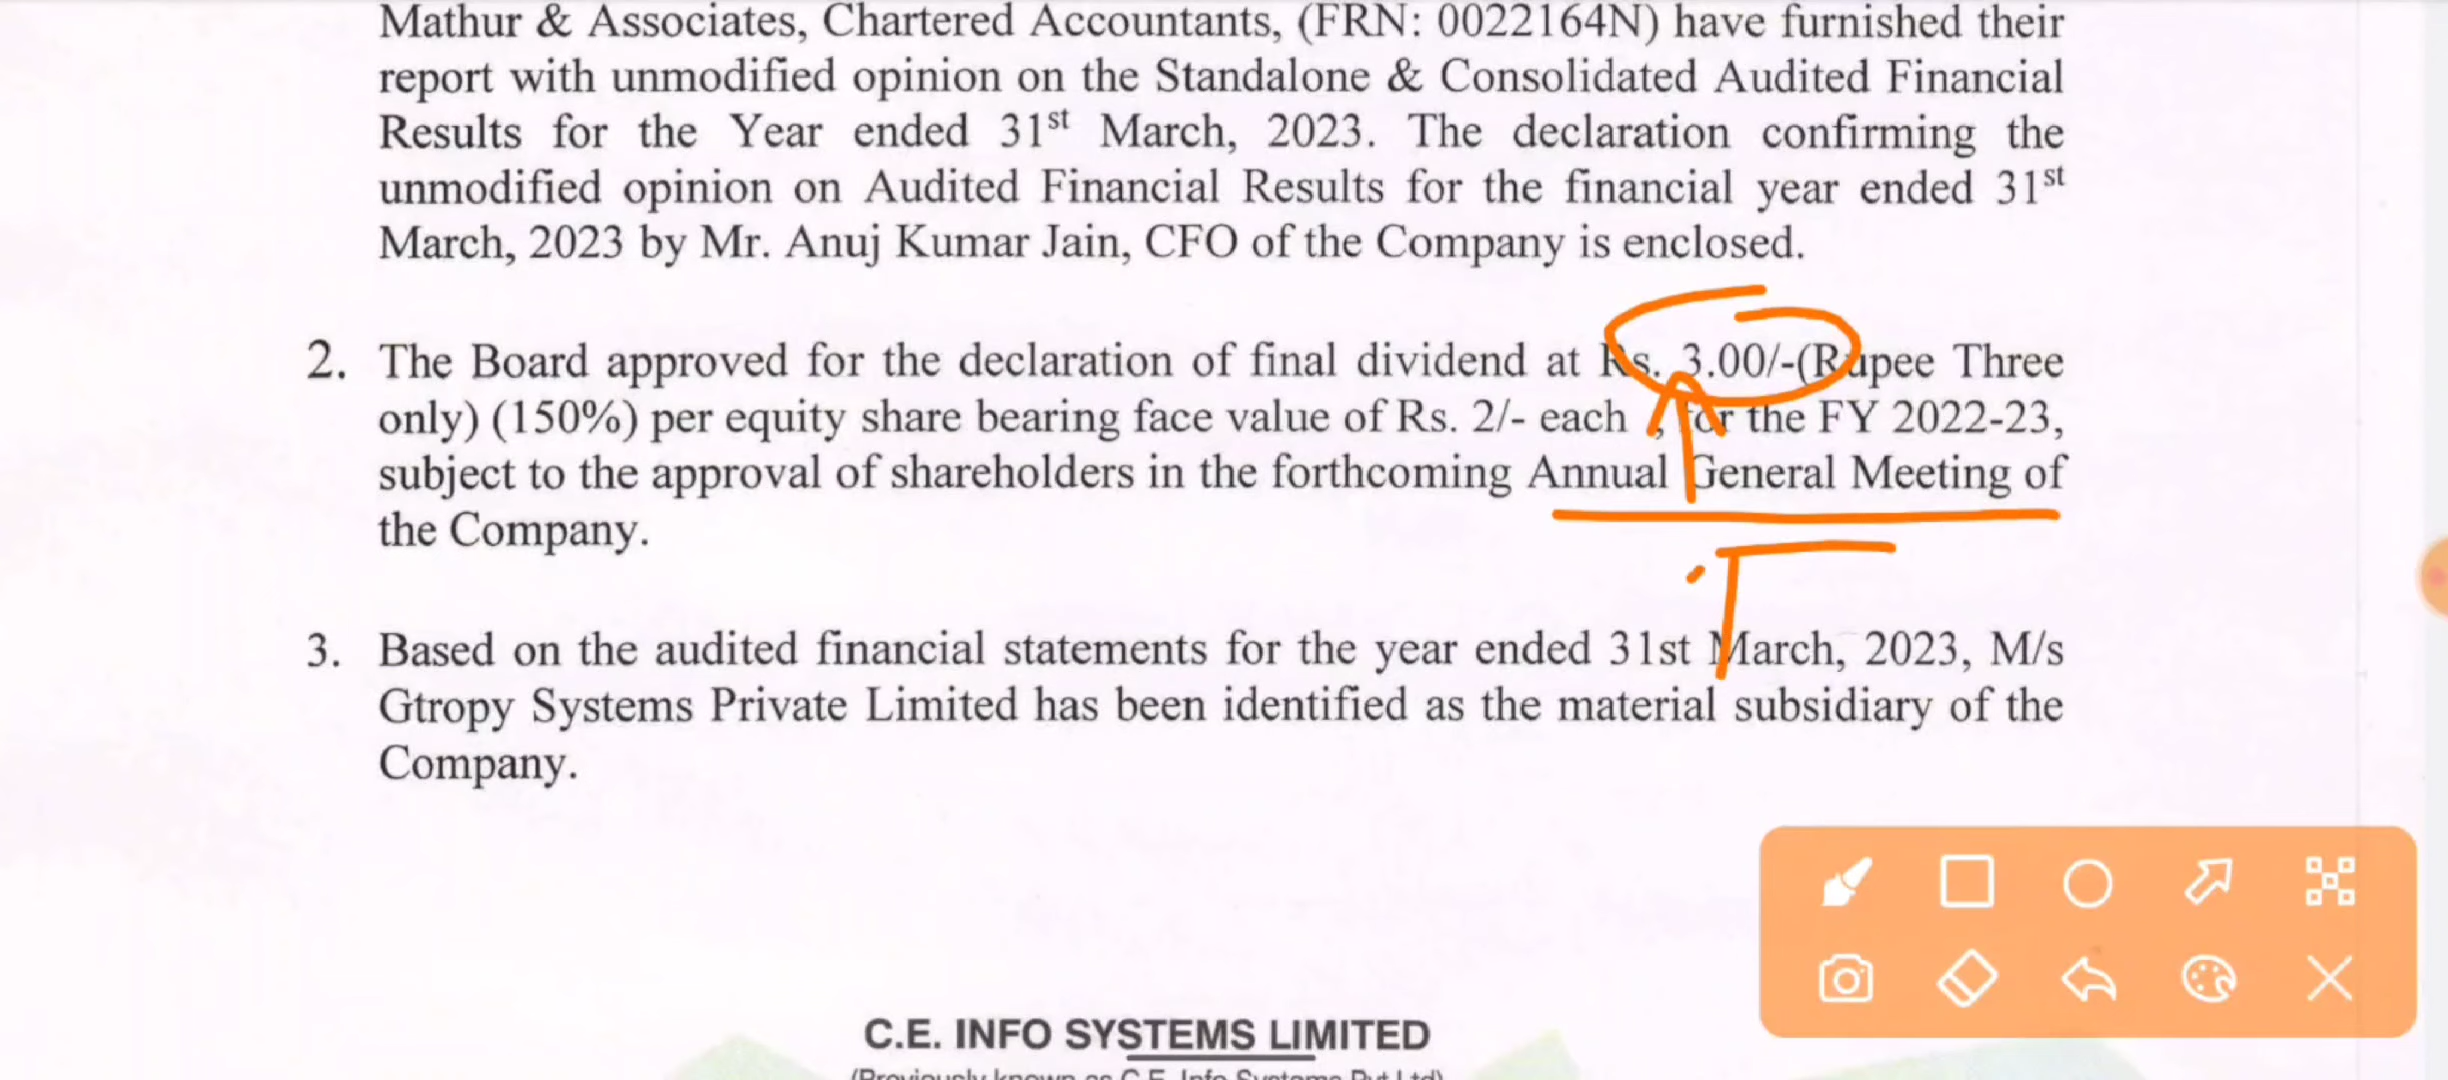 Mathur & Associates, Chartered Accountants, (FRN: 0022164N) have furnished their
report with unmodified opinion on the Standalone & Consolidated Audited Financial
Results for the Year ended 31st March, 2023. The declaration confirming the
unmodified opinion on Audited Financial Results for the financial year ended 31st
March, 2023 by Mr. Anuj Kumar Jain, CFO of the Company is enclosed.
2. The Board approved for the declaration of final dividend at Rs. 3.00/-(Rupee Three
only) (150%) per equity share bearing face value of Rs. 2/- each , for the FY 2022-23,
subject to the approval of shareholders in the forthcoming Annual General Meeting of
the Company.
3. Based on the audited financial statements for the year ended 31st March, 2023, M/s
Gtropy Systems Private Limited has been identified as the material subsidiary of the
Company.
C.E. INFO SYSTEMS LIMITED
(Previously known as C.E. Info Systems Pvt Ltd)